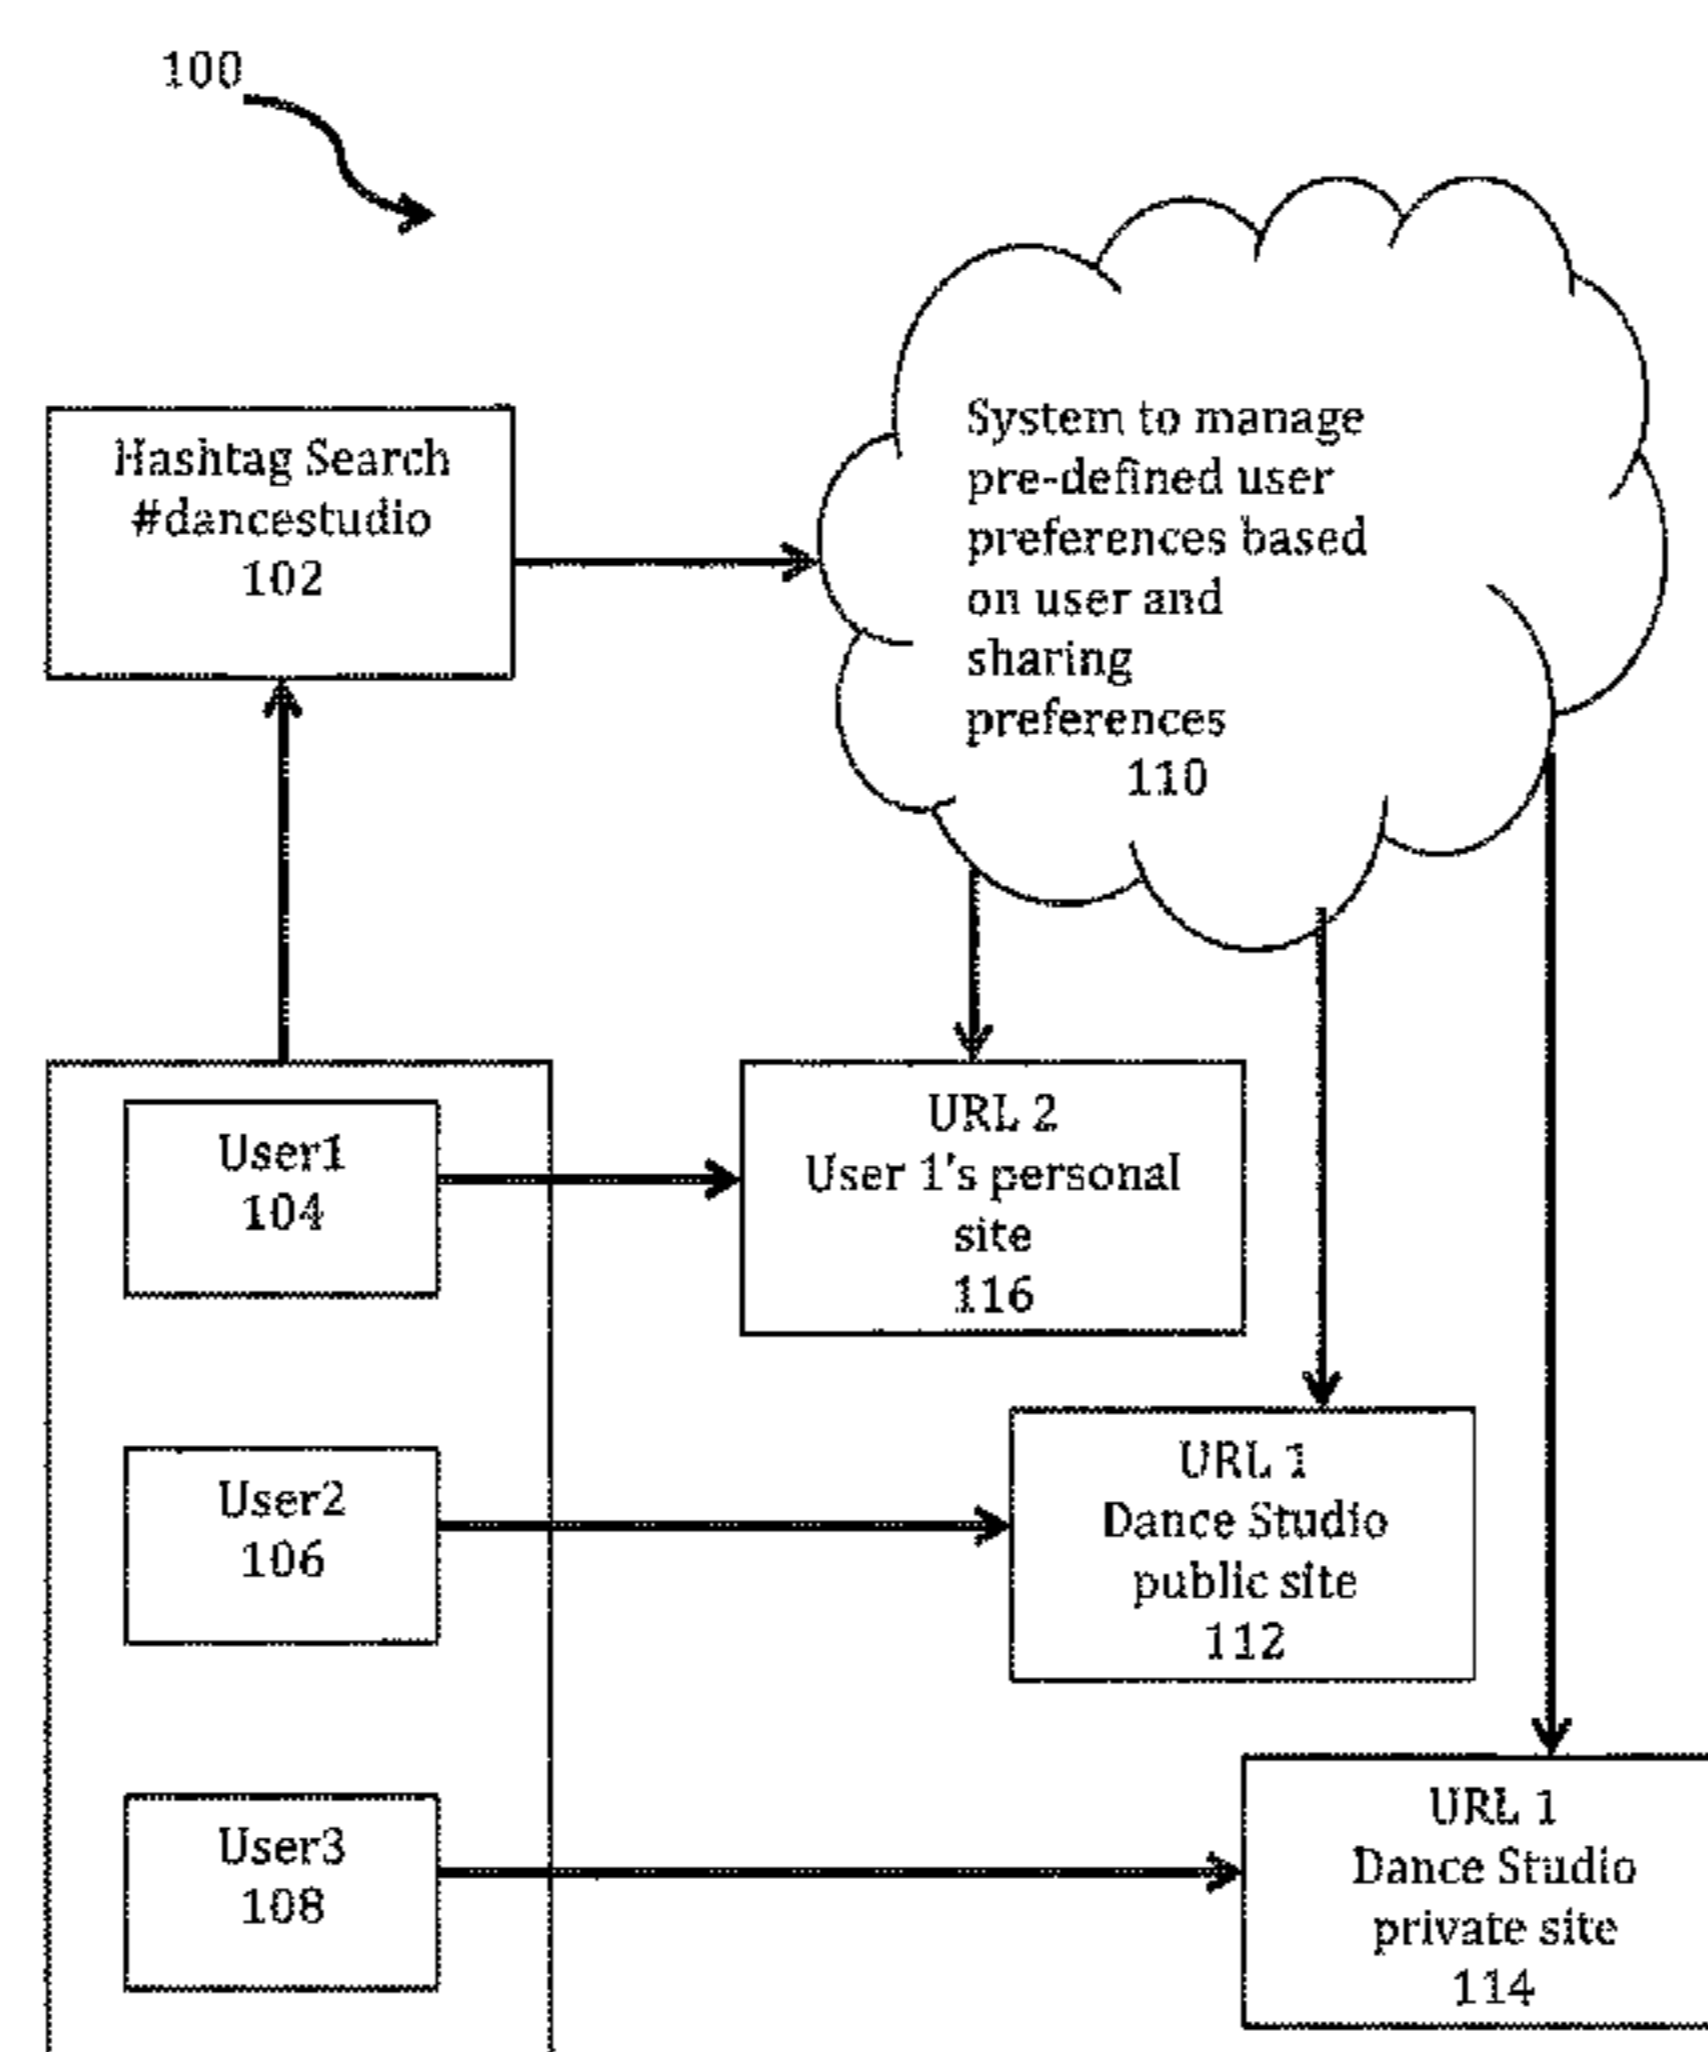 100
Hashtag Search
#dancestudio
102
System to manage
pre-defined user
preferences based
on user and
sharing
preferences
110
User1
104
URL 2
User 1's personal
site
116
User2
106
URL 1
Dance Studio
public site
112
User3
108
URL 1
Dance Studio
private site
114